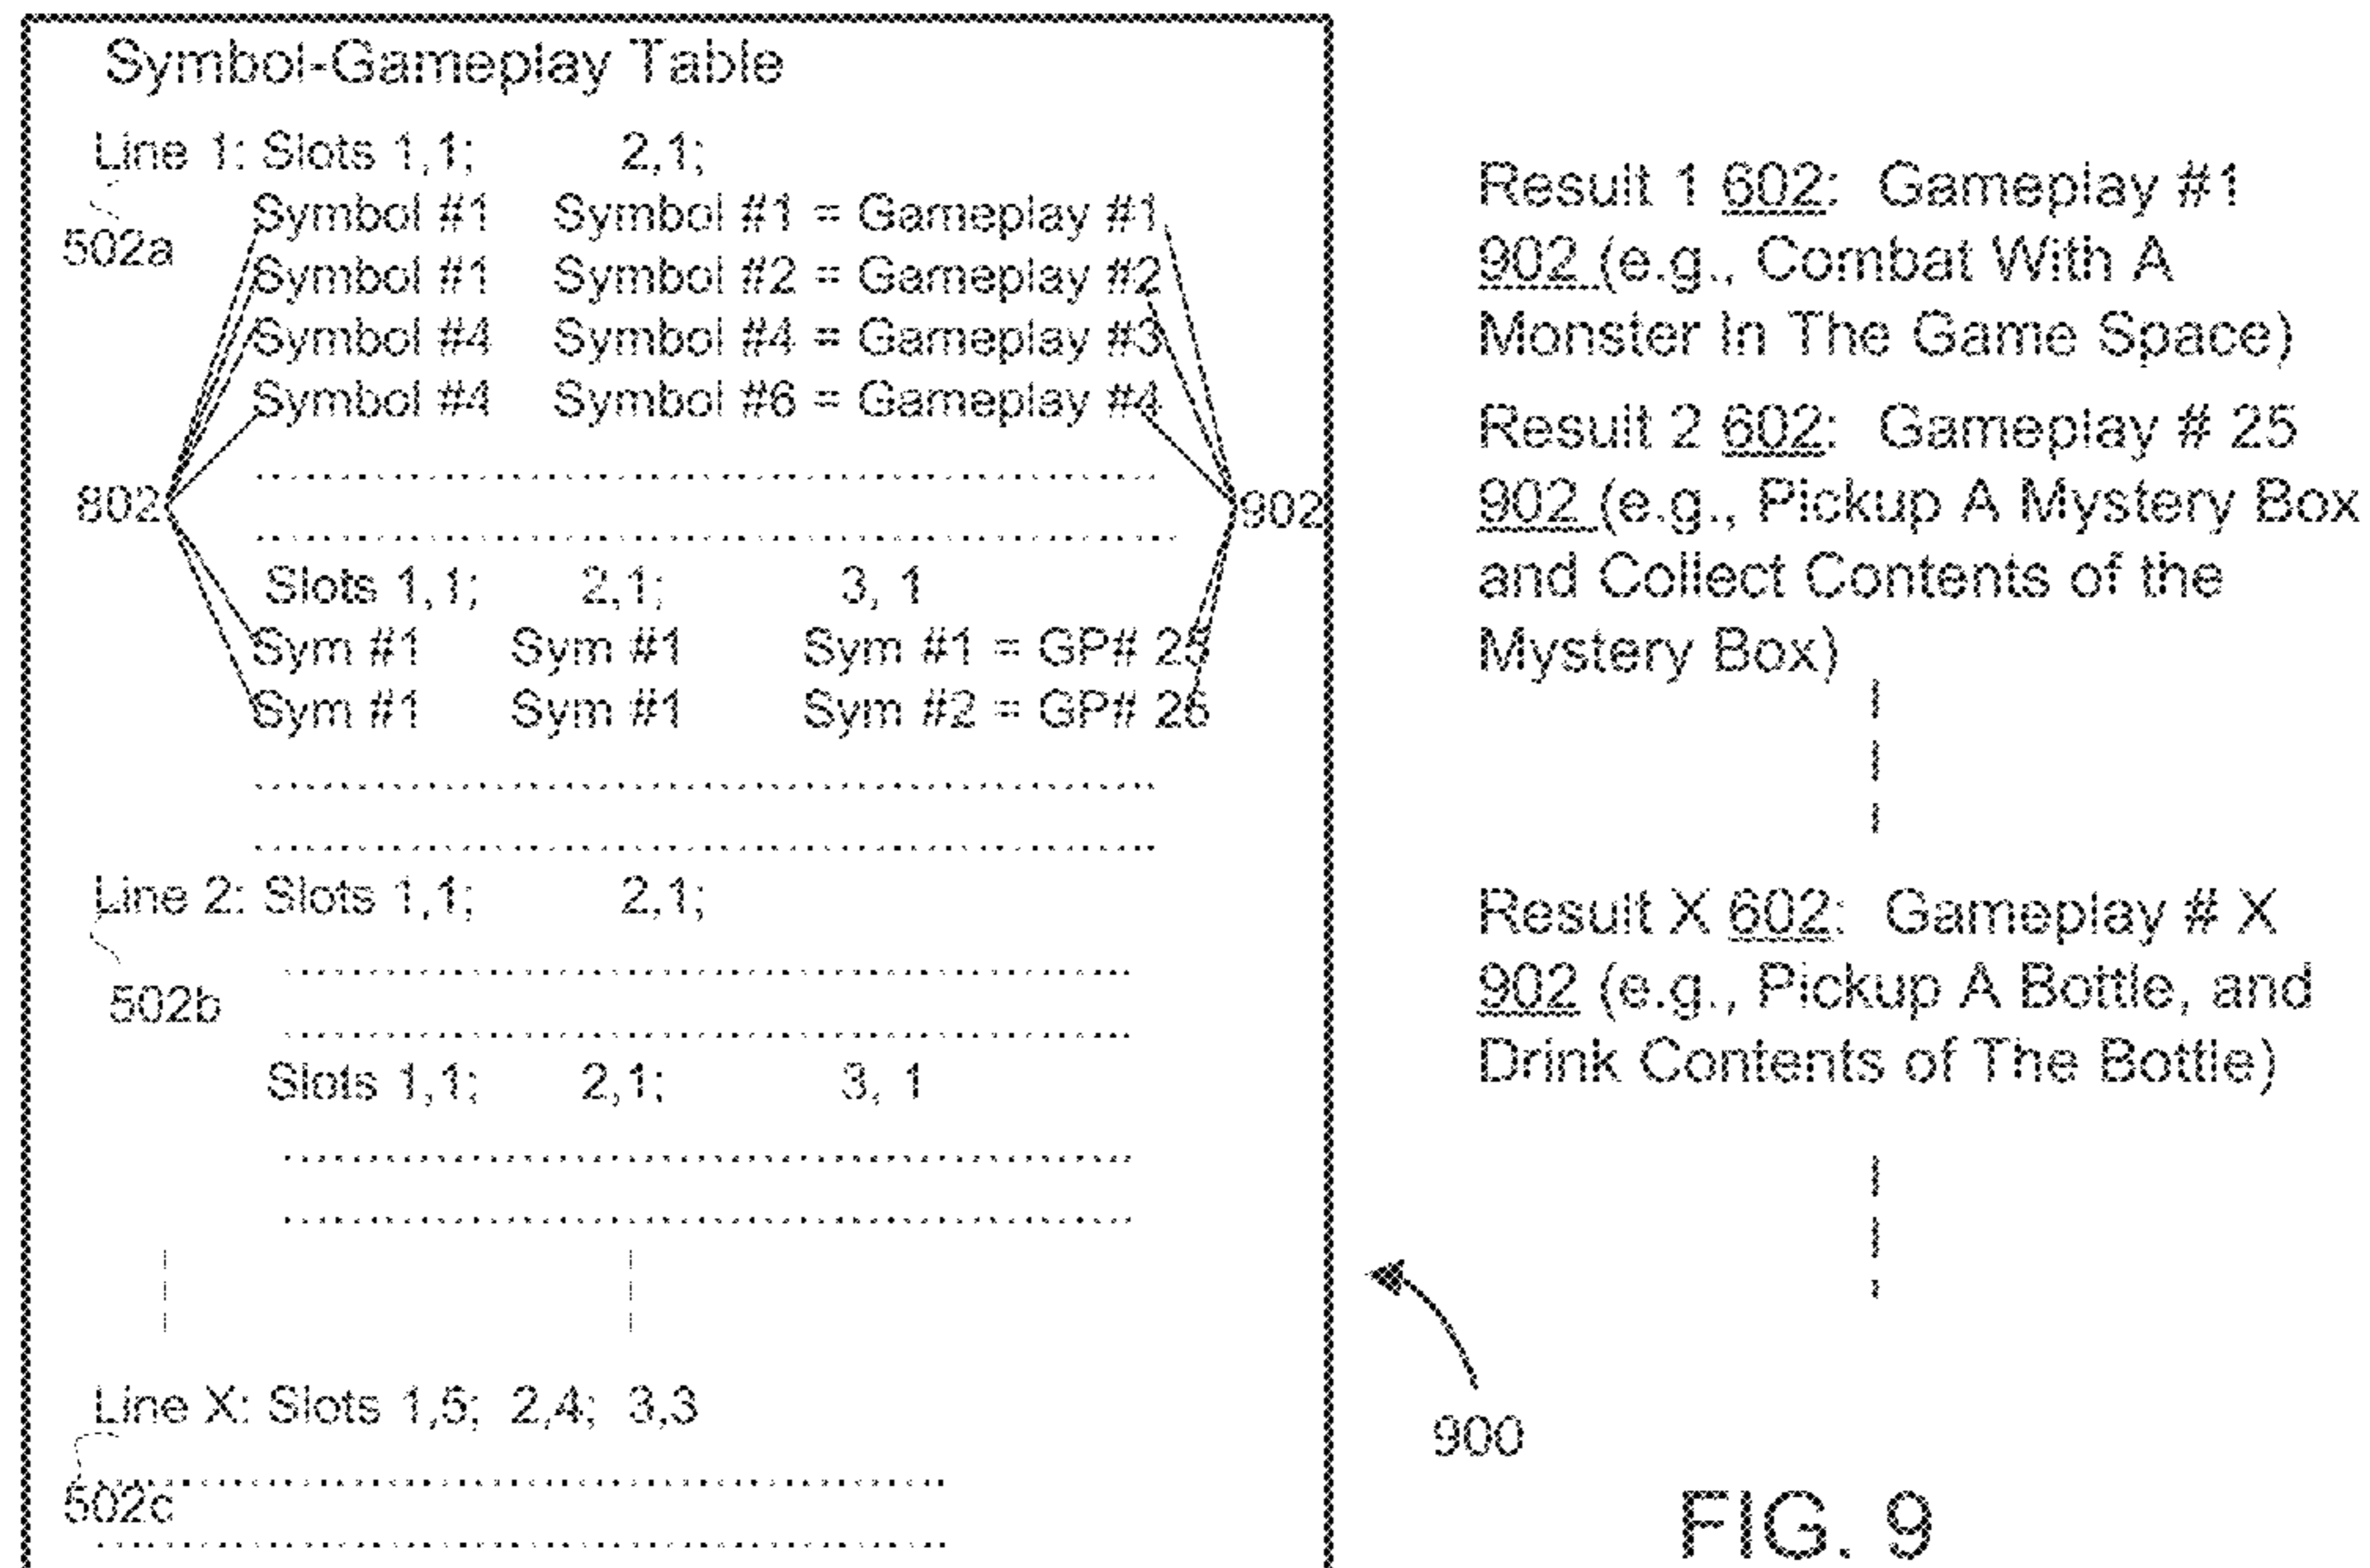 Symbol-Gameplay Table
Line 1: Slots 1,1; 2,1;
502a
Symbol #1 Symbol #1 = Gameplay #1
Symbol #1 Symbol #2 = Gameplay #2
Symbol #4 Symbol #4 = Gameplay #3
Symbol #4 Symbol #6 = Gameplay #4
802
902
Slots 1,1; 2,1; 3, 1
Sym #1 Sym #1 Sym #1 = GP# 25
Sym #1 Sym #1 Sym #2 = GP# 26
Line 2: Slots 1,1; 2,1;
502b
Slots 1,1; 2,1; 3, 1
Line X: Slots 1,5; 2,4; 3,3
502c
Result 1 602: Gameplay #1
902 (e.g., Combat With A
Monster In The Game Space)
Result 2 602: Gameplay # 25
902 (e.g., Pickup A Mystery Box
and Collect Contents of the
Mystery Box)
Result X 602: Gameplay # X
902 (e.g., Pickup A Bottle, and
Drink Contents of The Bottle)
900
FIG. 9